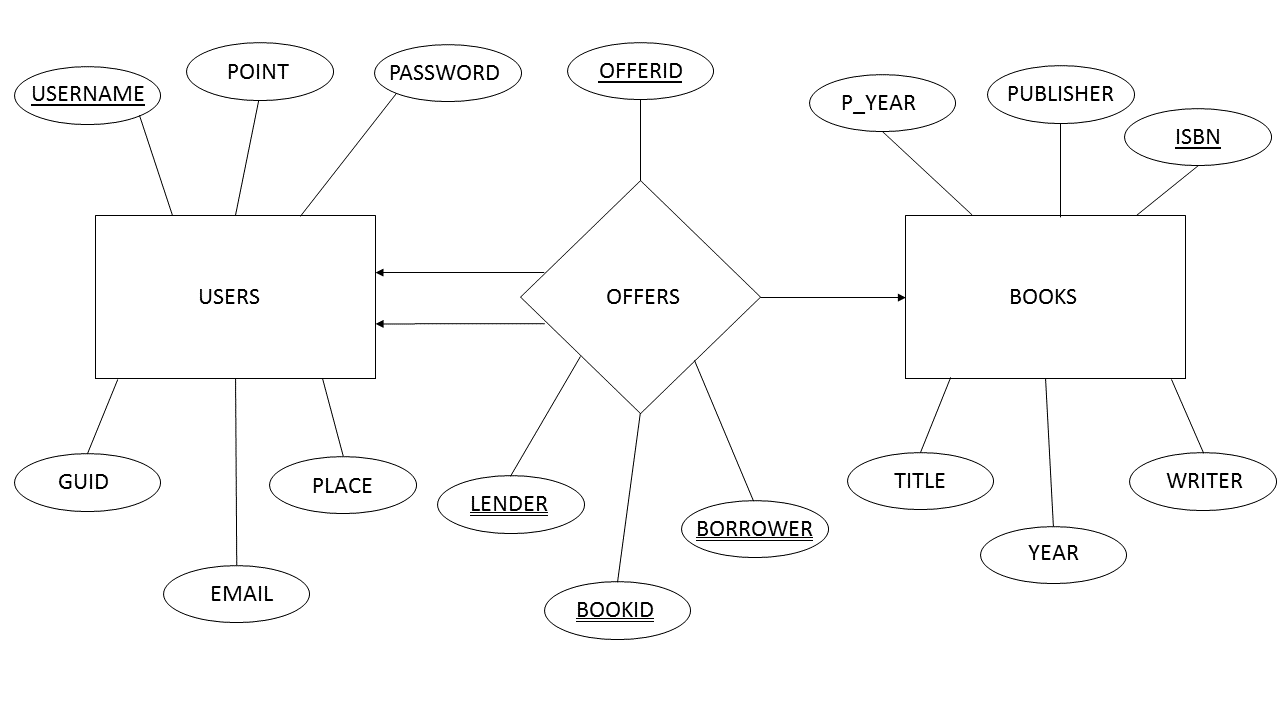 USERNAME
POINT
PASSWORD
OFFERID
P_YEAR
PUBLISHER
ISBN
USERS
OFFERS
BOOKS
GUID
EMAIL
PLACE
LENDER
BOOKID
BORROWER
TITLE
YEAR
WRITER